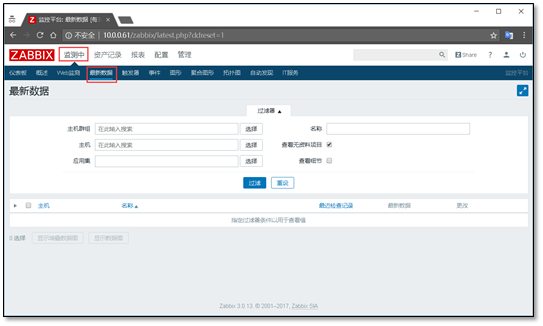 监控平台: 最新数据 [每3
不安全 | 10.0.0.61/zabbix/latest.php?ddreset=1
ZABBIX 监测中 资产记录 报表 配置 管理 Share ?
仪表板 概述 Web监测 最新数据 触发器 事件 图形 聚合图形 拓扑图 自动发现 IT服务 监控平台
最新数据
过滤器 ▲
主机群组 在此输入搜索 选择 名称
主机 在此输入搜索 选择 查看无资料项目
应用集 选择 查看细节
过滤 重设
主机 名称 ▲ 最近检查记录 最新数据 更改
指定过滤器条件以用于查看值
0 选择 显示堆叠数据图 显示数据图
Zabbix 3.0.13. © 2001–2017, Zabbix SIA